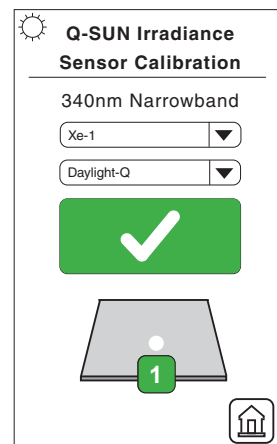 Q-SUN Irradiance
Sensor Calibration
340nm Narrowband
Xe-1
Daylight-Q
1